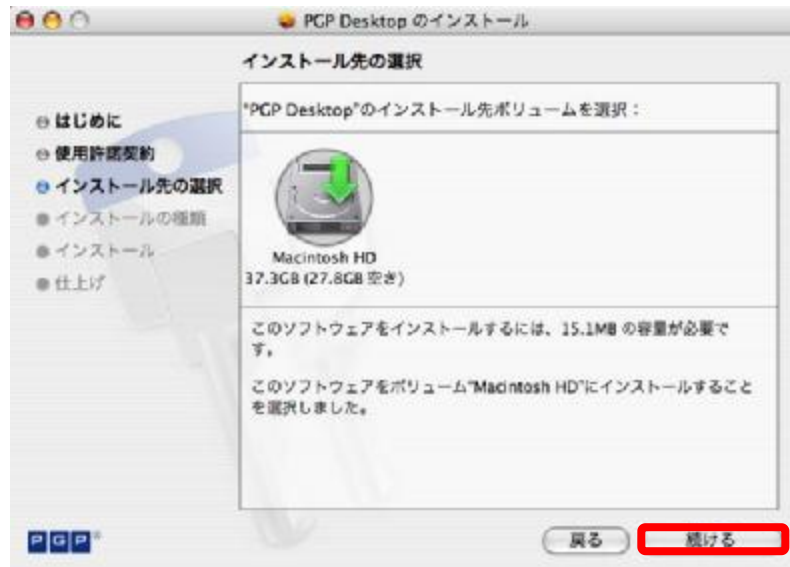 PGP Desktop のインストール
インストール先の選択
はじめに
使用許諾契約
インストール先の選択
インストールの種類
インストール
仕上げ
"PGP Desktop"のインストール先ボリュームを選択：
Macintosh HD
37.3GB (27.8GB 空き)
このソフトウェアをインストールするには、15.1MB の容量が必要で
す。
このソフトウェアをボリューム"Macintosh HD"にインストールすること
を選択しました。
PGP®
戻る
続ける